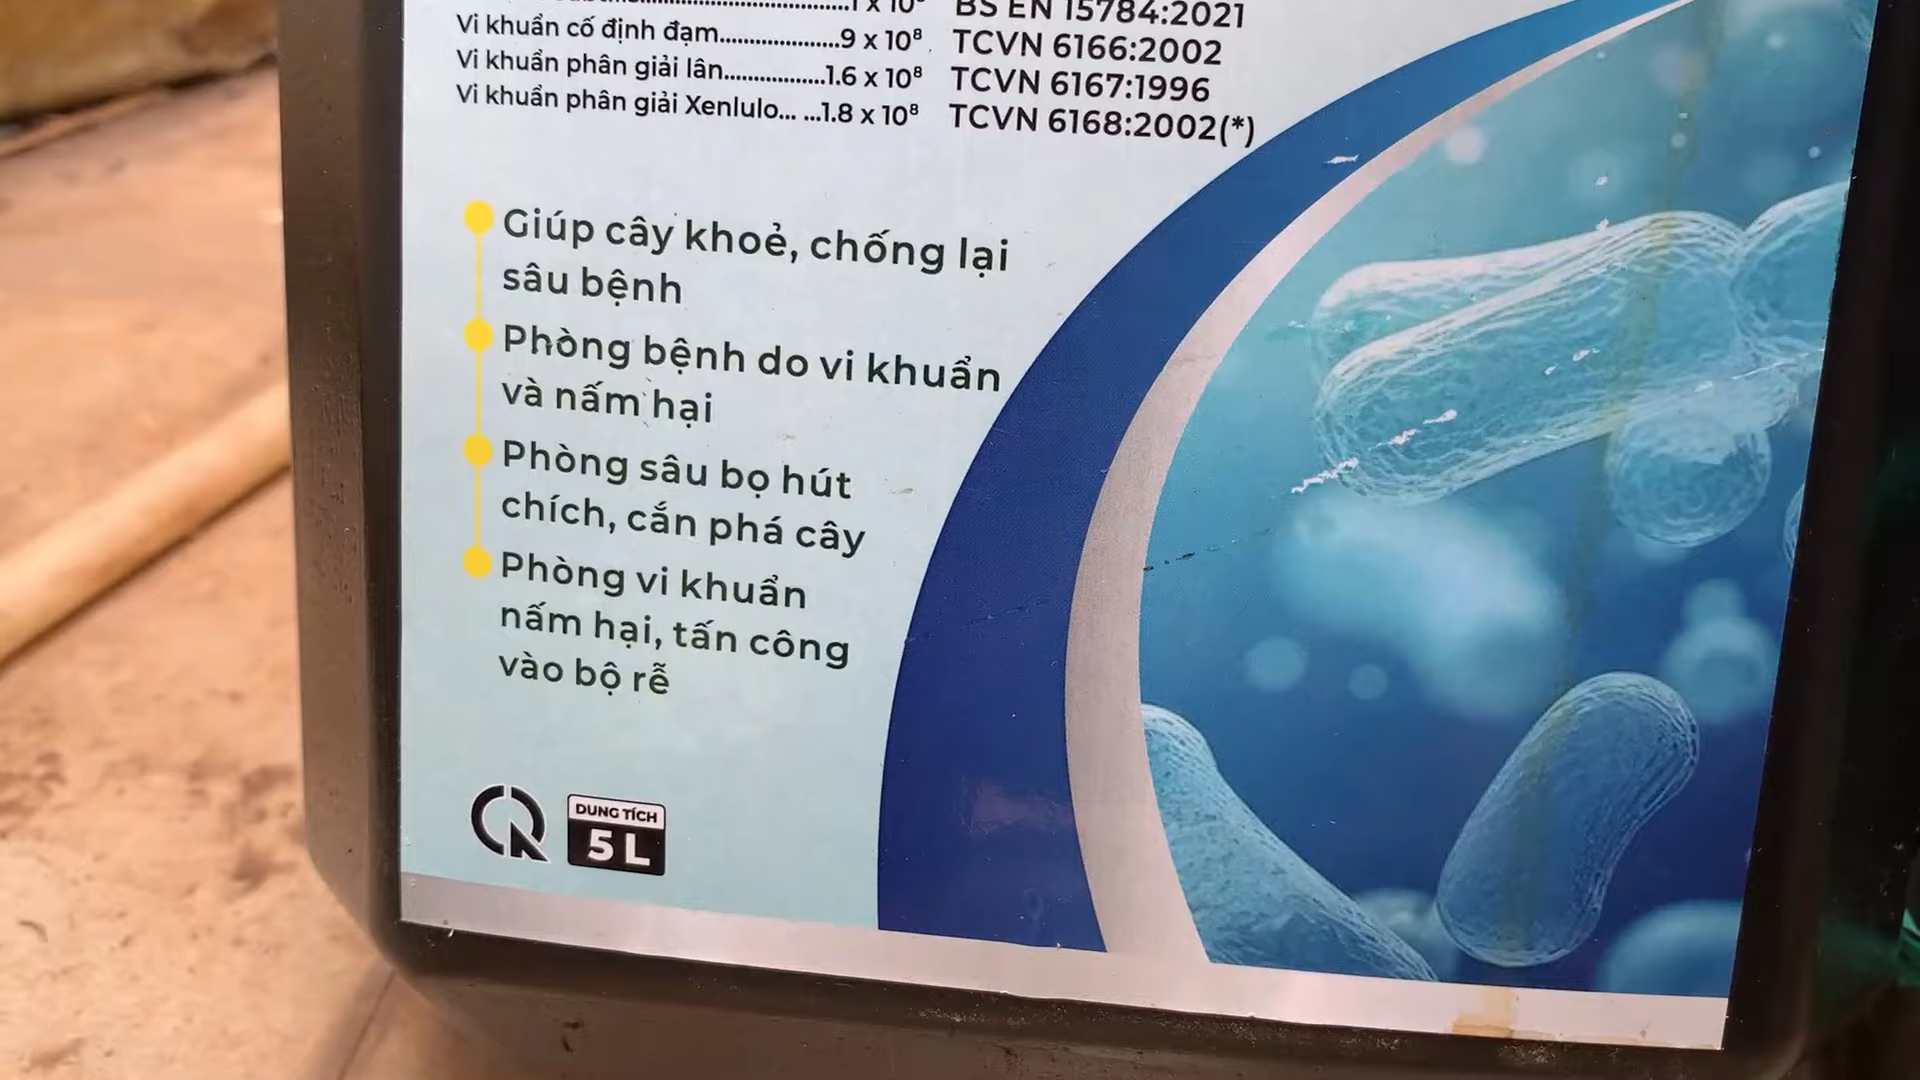 1 x 10⁸ BS EN 15784:2021
Vi khuẩn cố định đạm....................9 x 10⁸ TCVN 6166:2002
Vi khuẩn phân giải lân.................1.6 x 10⁸ TCVN 6167:1996
Vi khuẩn phân giải Xenlulo... ...1.8 x 10⁸ TCVN 6168:2002(*)
Giúp cây khoẻ, chống lại
sâu bệnh
Phòng bệnh do vi khuẩn
và nấm hại
Phòng sâu bọ hút
chích, cắn phá cây
Phòng vi khuẩn
nấm hại, tấn công
vào bộ rễ
DUNG TÍCH
5 L